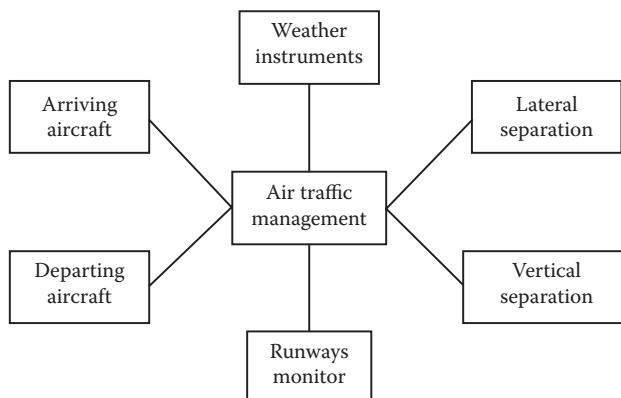 Weather
instruments
Arriving
aircraft
Lateral
separation
Air traffic
management
Departing
aircraft
Vertical
separation
Runways
monitor